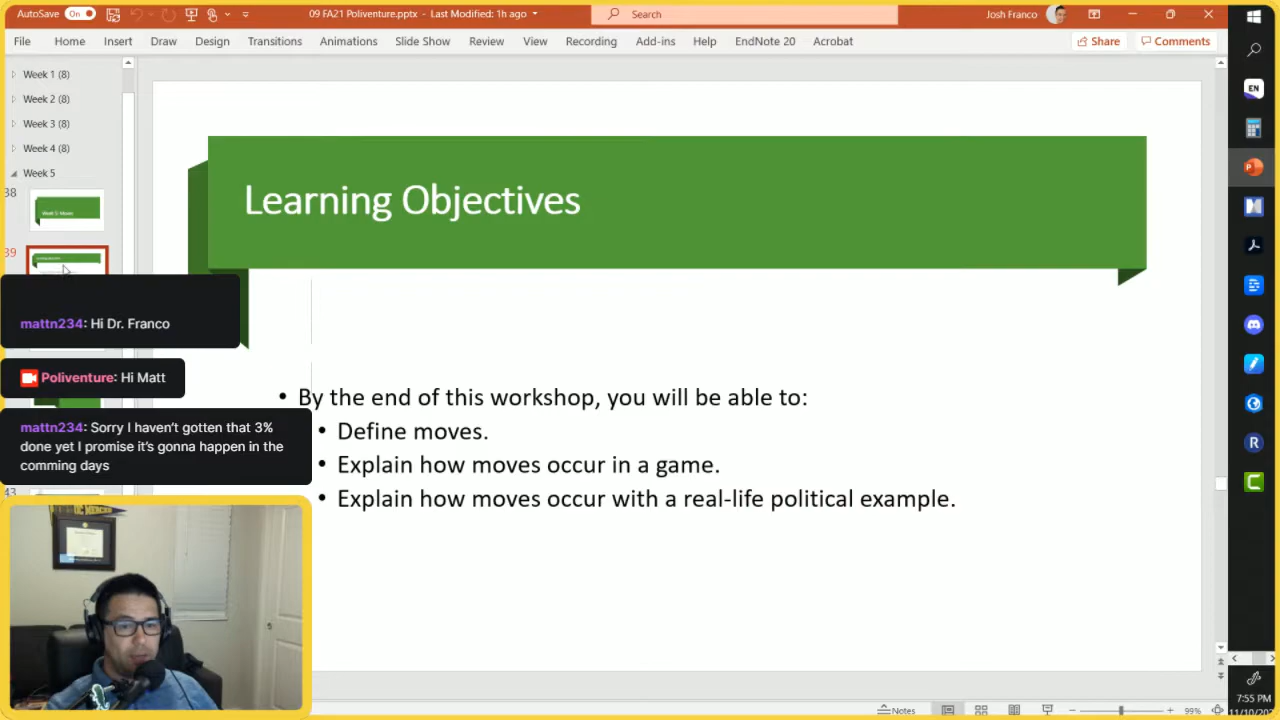 AutoSave
On
09 FA21 Poliventure.pptx - Last Modified: 1h ago
Search
Josh Franco
File Home Insert Draw Design Transitions Animations Slide Show Review View Recording Add-ins Help EndNote 20 Acrobat
Share Comments
Week 1 (8)
Week 2 (8)
Week 3 (8)
Week 4 (8)
Week 5
38
39
43
mattn234: Hi Dr. Franco
Poliventure: Hi Matt
mattn234: Sorry I haven't gotten that 3%
done yet I promise it's gonna happen in the
comming days
Learning Objectives
• By the end of this workshop, you will be able to:
• Define moves.
• Explain how moves occur in a game.
• Explain how moves occur with a real-life political example.
EN
UC MERCED
Notes
99%
7:55 PM